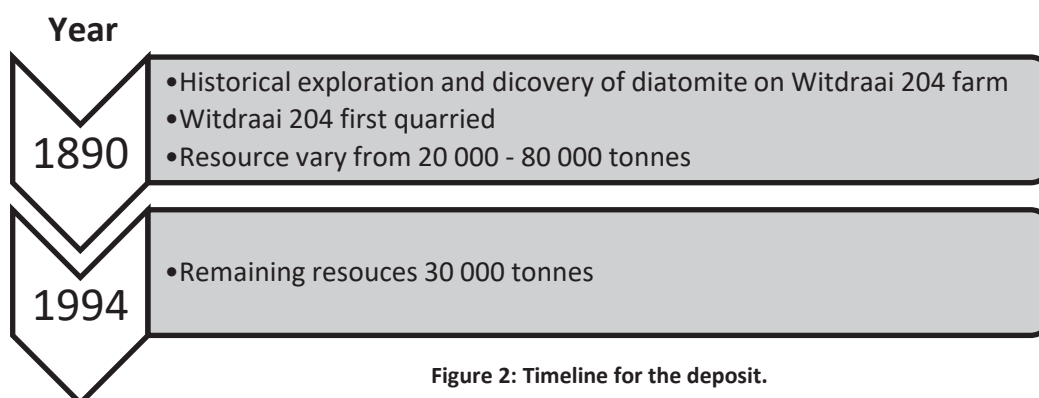 Year
1890
•Historical exploration and dicovery of diatomite on Witdraai 204 farm
•Witdraai 204 first quarried
•Resource vary from 20 000 - 80 000 tonnes
1994
•Remaining resouces 30 000 tonnes
Figure 2: Timeline for the deposit.